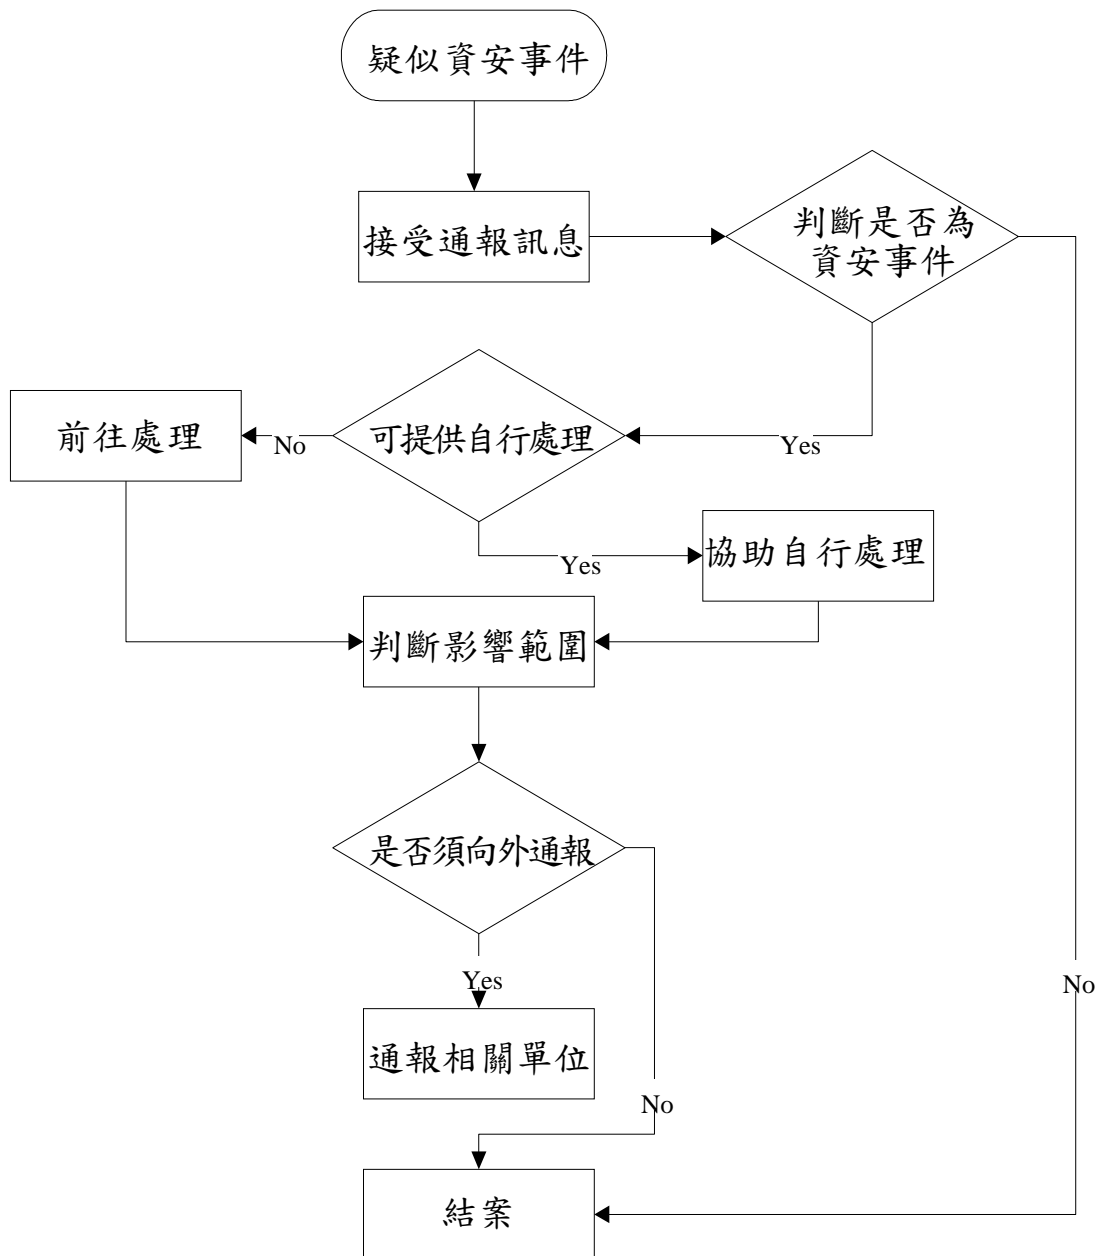 疑似資安事件
接受通報訊息
判斷是否為
資安事件
Yes
可提供自行處理
No
前往處理
Yes
協助自行處理
判斷影響範圍
是否須向外通報
Yes
No
通報相關單位
No
結案